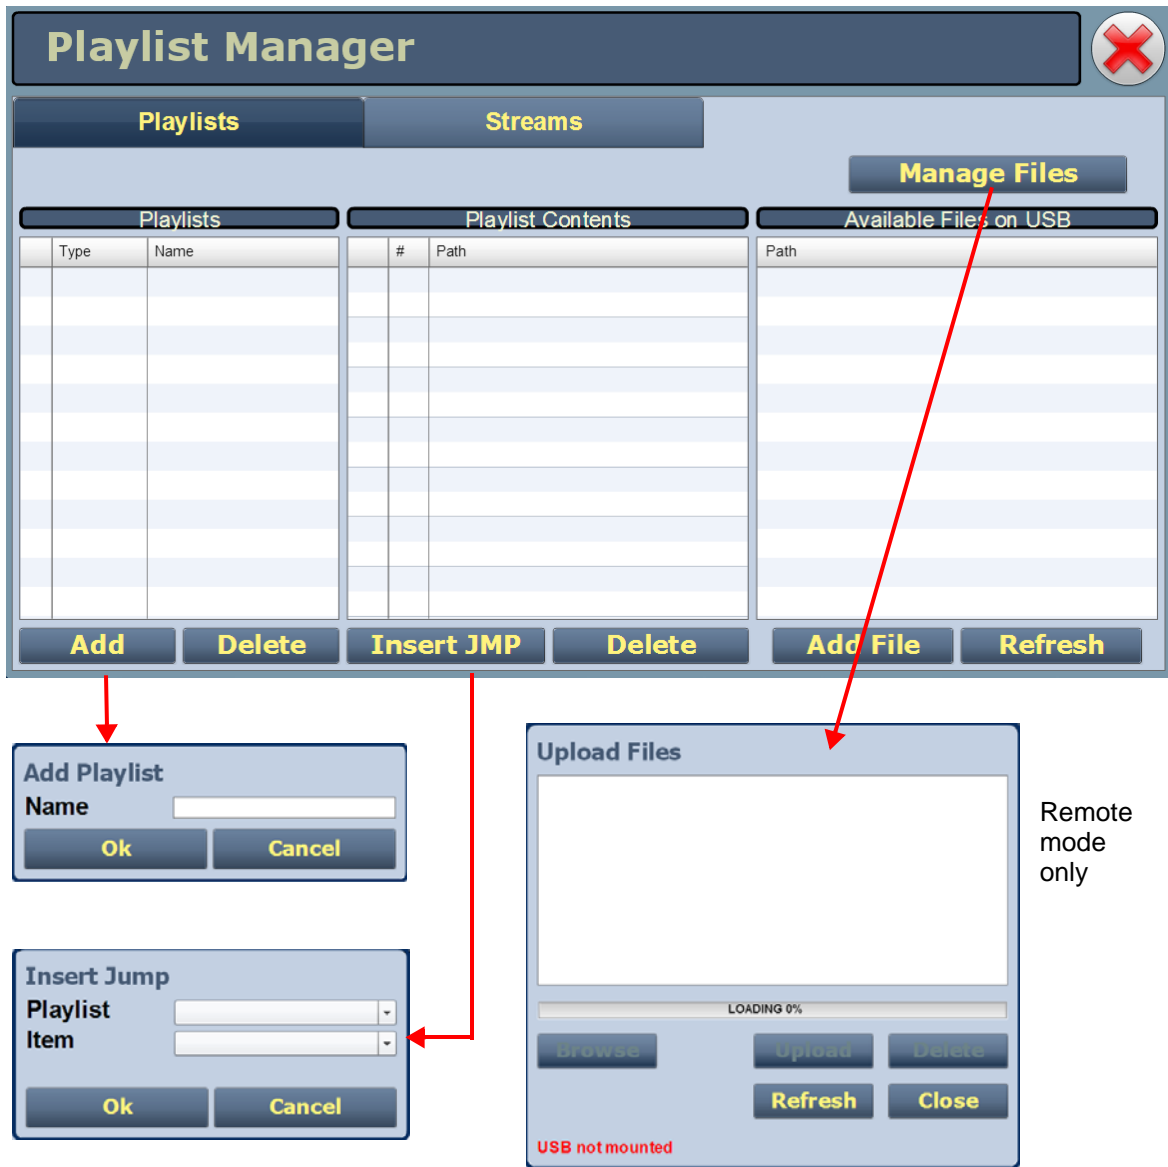 Playlist Manager
Playlists
Streams
Manage Files
Playlists
Playlist Contents
Available Files on USB
Type
Name
#
Path
Path
Add
Delete
Insert JMP
Delete
Add File
Refresh
Add Playlist
Name
Ok
Cancel
Insert Jump
Playlist
Item
Ok
Cancel
Upload Files
LOADING 0%
Browse
Upload
Delete
Refresh
Close
USB not mounted
Remote
mode
only